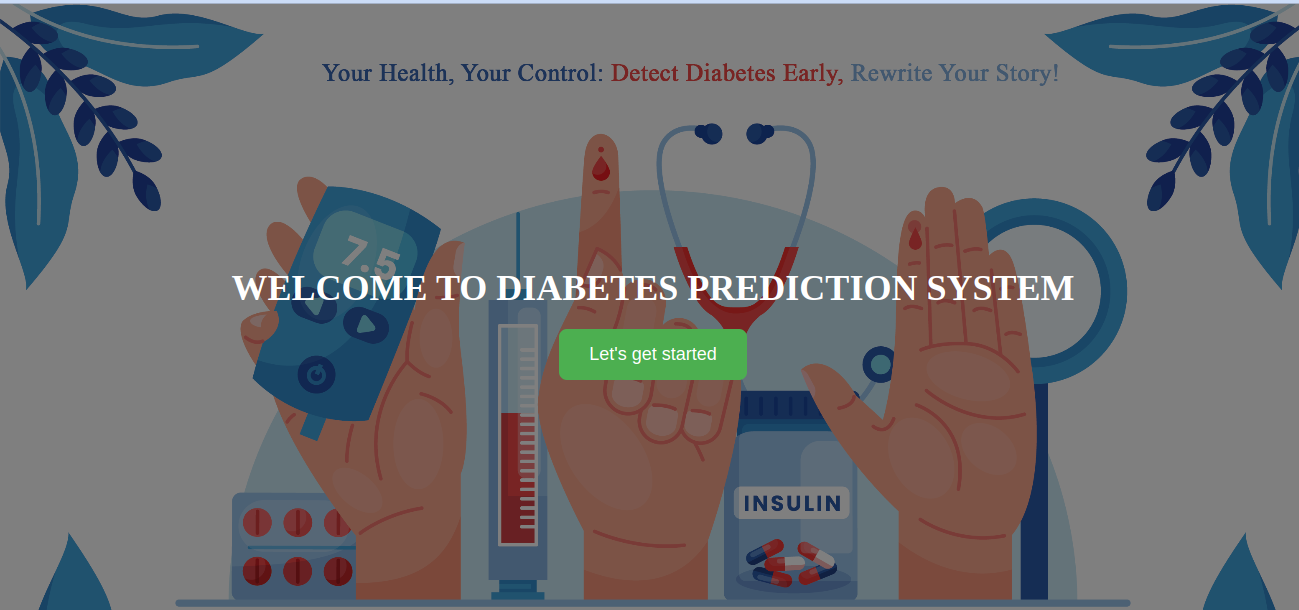 Your Health, Your Control: Detect Diabetes Early, Rewrite Your Story!
7.5
WELCOME TO DIABETES PREDICTION SYSTEM
Let's get started
INSULIN